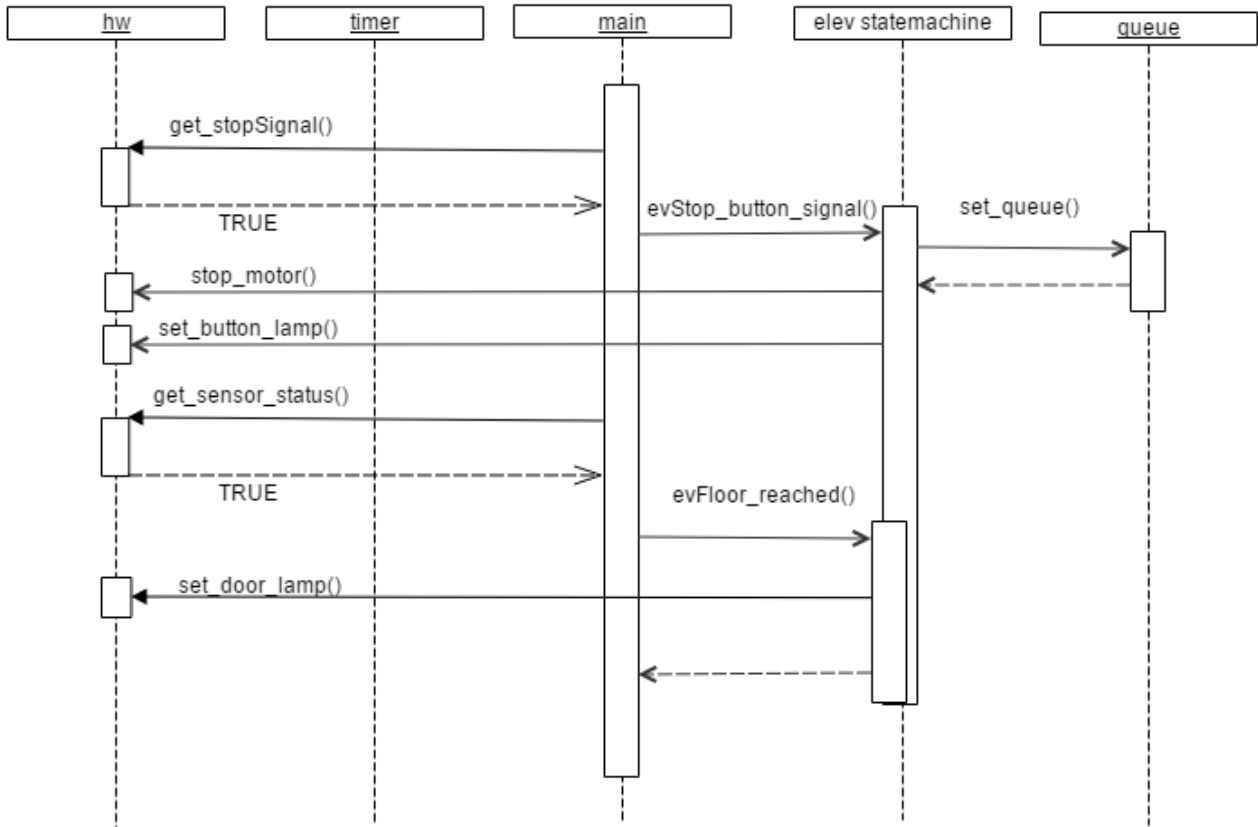 hw
timer
main
elev statemachine
queue
get_stopSignal()
TRUE
evStop_button_signal()
set_queue()
stop_motor()
set_button_lamp()
get_sensor_status()
TRUE
evFloor_reached()
set_door_lamp()